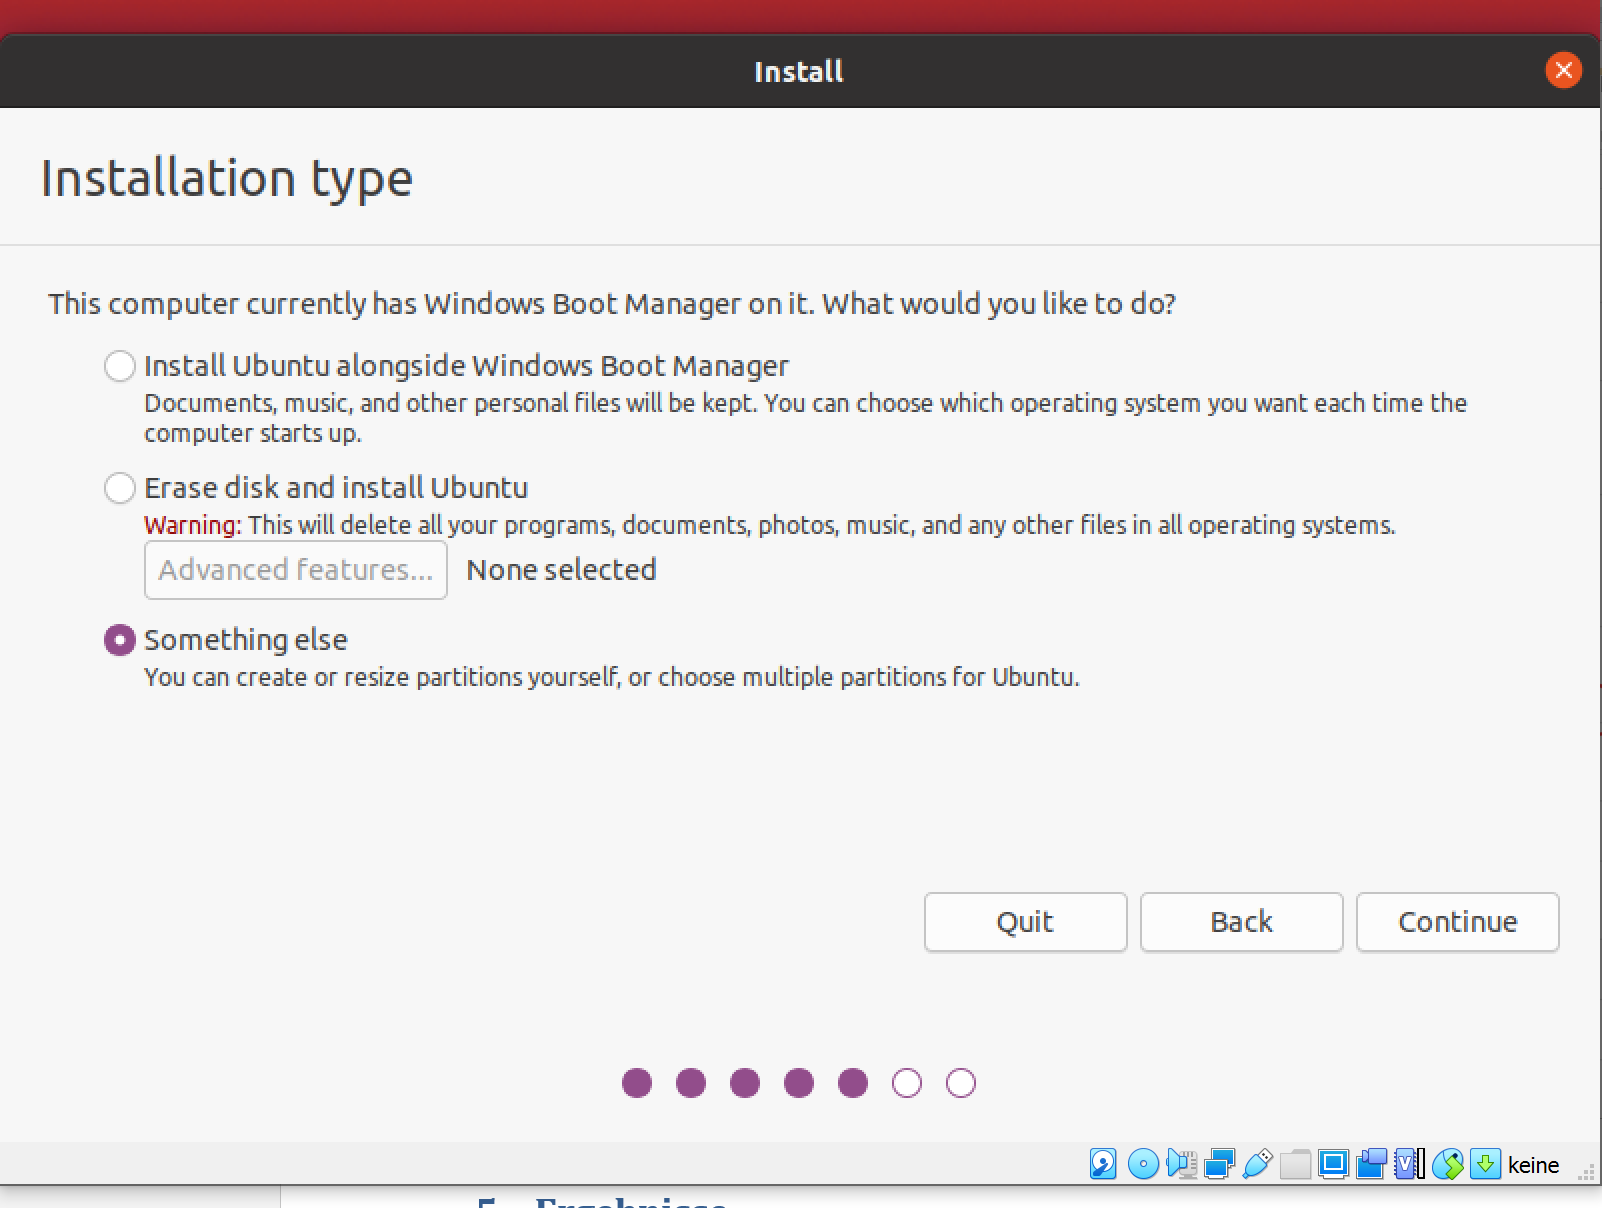 Install
Installation type
This computer currently has Windows Boot Manager on it. What would you like to do?
Install Ubuntu alongside Windows Boot Manager
Documents, music, and other personal files will be kept. You can choose which operating system you want each time the
computer starts up.
Erase disk and install Ubuntu
Warning: This will delete all your programs, documents, photos, music, and any other files in all operating systems.
Advanced features... None selected
Something else
You can create or resize partitions yourself, or choose multiple partitions for Ubuntu.
Quit Back Continue
keine
5 Ergebnisse